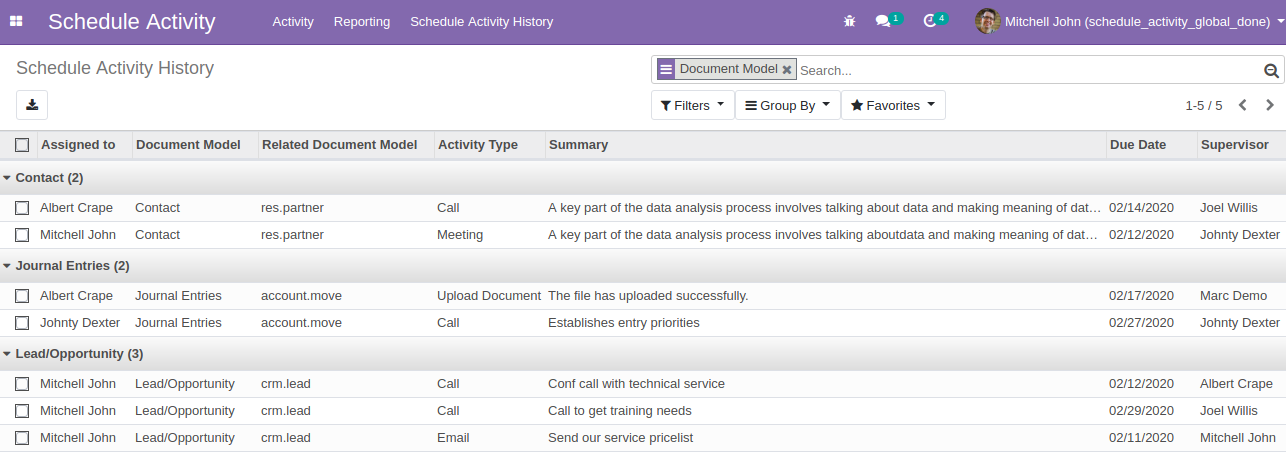 Schedule Activity Activity Reporting Schedule Activity History 1 4 Mitchell John (schedule_activity_global_done)
Schedule Activity History Document Model Search...
Filters Group By Favorites 1-5 / 5
Assigned to Document Model Related Document Model Activity Type Summary Due Date Supervisor
Contact (2)
Albert Crape Contact res.partner Call A key part of the data analysis process involves talking about data and making meaning of dat… 02/14/2020 Joel Willis
Mitchell John Contact res.partner Meeting A key part of the data analysis process involves talking aboutdata and making meaning of dat… 02/12/2020 Johnty Dexter
Journal Entries (2)
Albert Crape Journal Entries account.move Upload Document The file has uploaded successfully. 02/17/2020 Marc Demo
Johnty Dexter Journal Entries account.move Call Establishes entry priorities 02/27/2020 Johnty Dexter
Lead/Opportunity (3)
Mitchell John Lead/Opportunity crm.lead Call Conf call with technical service 02/12/2020 Albert Crape
Mitchell John Lead/Opportunity crm.lead Call Call to get training needs 02/29/2020 Joel Willis
Mitchell John Lead/Opportunity crm.lead Email Send our service pricelist 02/11/2020 Mitchell John